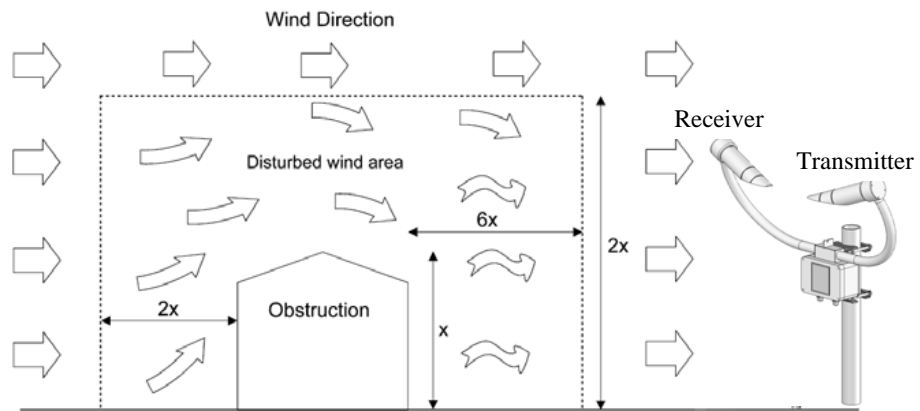 Wind Direction
Receiver
Transmitter
Disturbed wind area
6x
2x
2x
Obstruction
x